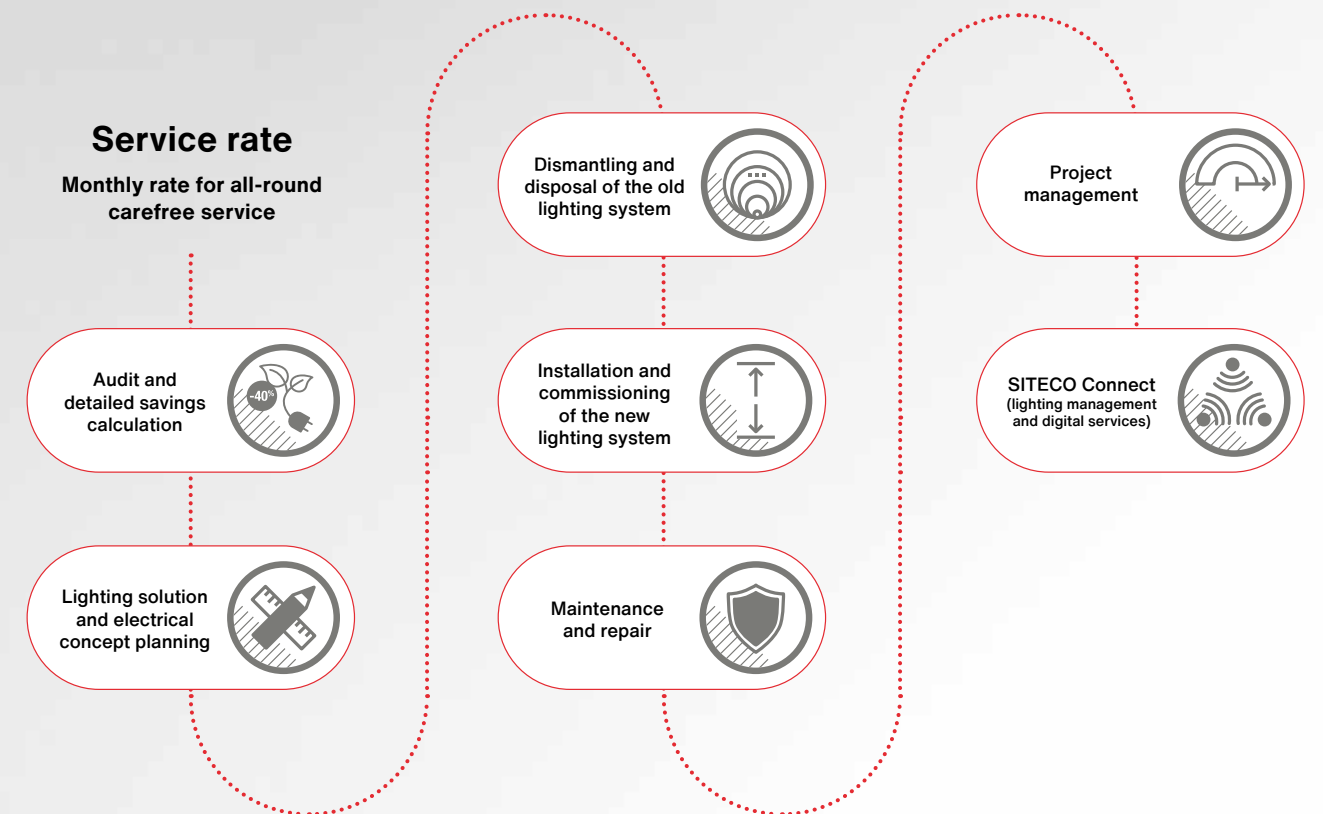 Service rate
Monthly rate for all-round
carefree service
Audit and
detailed savings
calculation
-40%
Lighting solution
and electrical
concept planning
Dismantling and
disposal of the old
lighting system
Installation and
commissioning
of the new
lighting system
Maintenance
and repair
Project
management
SITECO Connect
(lighting management
and digital services)